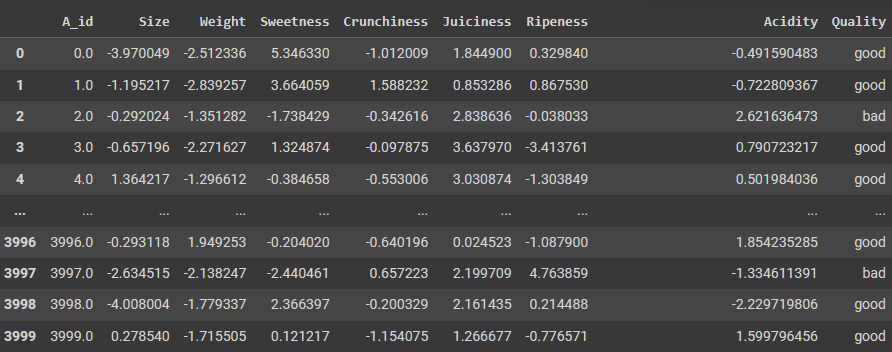 A_id Size Weight Sweetness Crunchiness Juiciness Ripeness Acidity Quality
0 0.0 -3.970049 -2.512336 5.346330 -1.012009 1.844900 0.329840 -0.491590483 good
1 1.0 -1.195217 -2.839257 3.664059 1.588232 0.853286 0.867530 -0.722809367 good
2 2.0 -0.292024 -1.351282 -1.738429 -0.342616 2.838636 -0.038033 2.621636473 bad
3 3.0 -0.657196 -2.271627 1.324874 -0.097875 3.637970 -3.413761 0.790723217 good
4 4.0 1.364217 -1.296612 -0.384658 -0.553006 3.030874 -1.303849 0.501984036 good
... ... ... ... ... ... ... ... ... ...
3996 3996.0 -0.293118 1.949253 -0.204020 -0.640196 0.024523 -1.087900 1.854235285 good
3997 3997.0 -2.634515 -2.138247 -2.440461 0.657223 2.199709 4.763859 -1.334611391 bad
3998 3998.0 -4.008004 -1.779337 2.366397 -0.200329 2.161435 0.214488 -2.229719806 good
3999 3999.0 0.278540 -1.715505 0.121217 -1.154075 1.266677 -0.776571 1.599796456 good